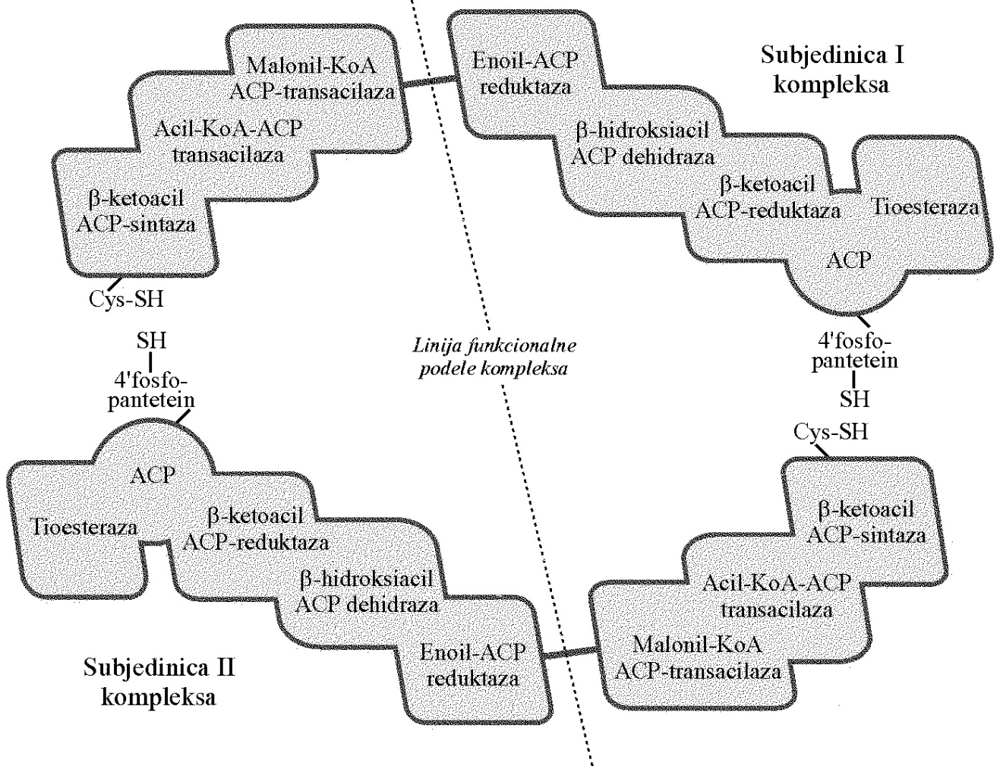 Malonil-KoA
ACP-transacilaza
Acil-KoA-ACP
transacilaza
β-ketoacil
ACP-sintaza
Cys-SH
Enoil-ACP
reduktaza
β-hidroksiacil
ACP dehidraza
β-ketoacil
ACP-reduktaza
Tioesteraza
ACP
Subjedinica I
kompleksa
4'fosfo-
pantetein
SH
Linija funkcionalne
podele kompleksa
SH
4'fosfo-
pantetein
ACP
Tioesteraza
β-ketoacil
ACP-reduktaza
β-hidroksiacil
ACP dehidraza
Enoil-ACP
reduktaza
Subjedinica II
kompleksa
Cys-SH
β-ketoacil
ACP-sintaza
Acil-KoA-ACP
transacilaza
Malonil-KoA
ACP-transacilaza